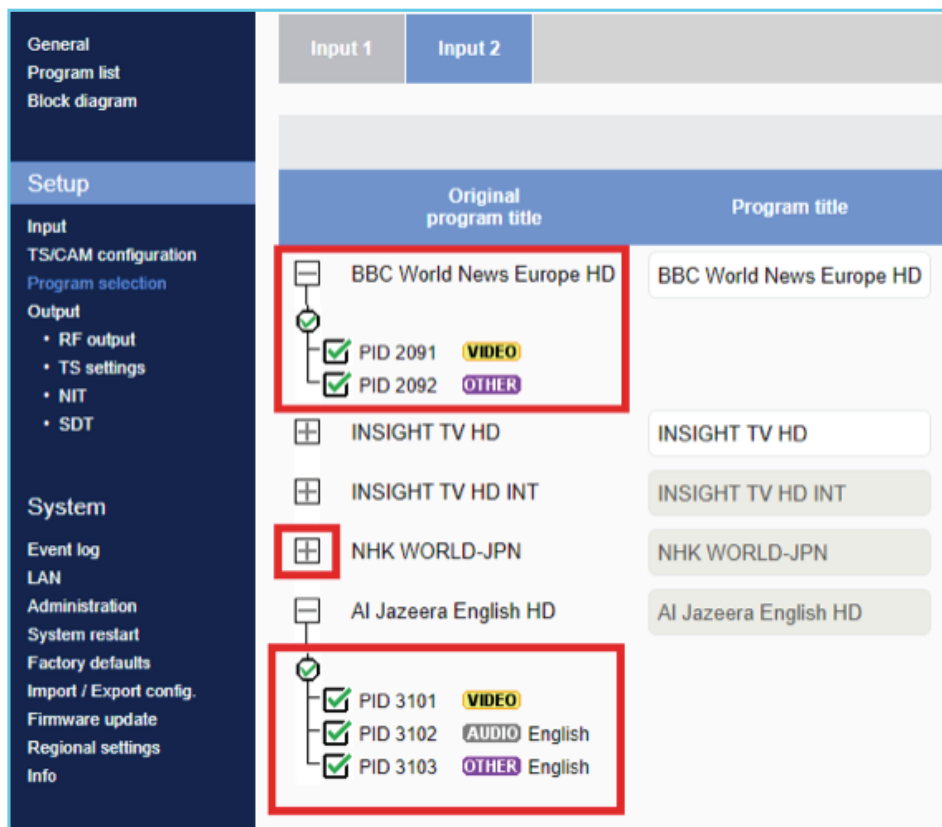 General
Program list
Block diagram
Setup
Input
TS/CAM configuration
Program selection
Output
• RF output
• TS settings
• NIT
• SDT
System
Event log
LAN
Administration
System restart
Factory defaults
Import / Export config.
Firmware update
Regional settings
Info
Input 1
Input 2
Original
program title
Program title
BBC World News Europe HD
BBC World News Europe HD
PID 2091 VIDEO
PID 2092 OTHER
INSIGHT TV HD
INSIGHT TV HD
INSIGHT TV HD INT
INSIGHT TV HD INT
NHK WORLD-JPN
NHK WORLD-JPN
Al Jazeera English HD
Al Jazeera English HD
PID 3101 VIDEO
PID 3102 AUDIO English
PID 3103 OTHER English